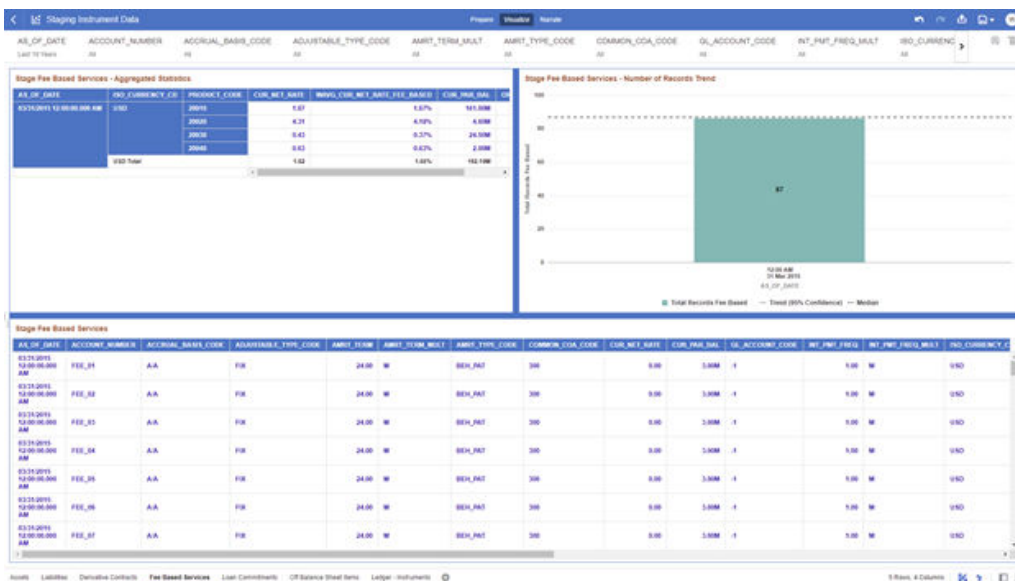 Staging Instrument Data
Prepare Visualize Narrate
AS_OF_DATE ACCOUNT_NUMBER ACCRUAL_BASIS_CODE ADJUSTABLE_TYPE_CODE AMRT_TERM_MULT AMRT_TYPE_CODE COMMON_COA_CODE GL_ACCOUNT_CODE INT_PMT_FREQ_MULT ISO_CURRENC
Last 10 Years All All All All All All All All All
Stage Fee Based Services - Aggregated Statistics
AS_OF_DATE ISO_CURRENCY_CD PRODUCT_CODE CUR_NET_RATE WAVG_CUR_NET_RATE_FEE_BASED CUR_PAR_BAL
03/31/2015 12:00:00.000 AM USD 20010 1.67 1.67% 161.00M
20020 4.31 4.60M
20030 0.43 0.37% 24.50M
20040 0.63 0.63% 2.00M
USD Total 1.62
Stage Fee Based Services - Number of Records Trend
100
80
60
40
20
0
Total Records Fee Based
87
12:00 AM
31 Mar 2015
AS_OF_DATE
Total Records Fee Based Trend (95% Confidence) Median
Stage Fee Based Services
AS_OF_DATE ACCOUNT_NUMBER ACCRUAL_BASIS_CODE ADJUSTABLE_TYPE_CODE AMRT_TERM AMRT_TERM_MULT AMRT_TYPE_CODE COMMON_COA_CODE CUR_NET_RATE CUR_PAR_BAL GL_ACCOUNT_CODE INT_PMT_FREQ INT_PMT_FREQ_MULT ISO_CURRENCY_C
03/31/2015
12:00:00.000 FEE_01 A/A FIX 24.00 M BEH_PAT 300 0.00 3.00M -1 1.00 M USD
AM
03/31/2015
12:00:00.000 FEE_02 A/A FIX 24.00 M BEH_PAT 300 0.00 3.00M -1 1.00 M USD
AM
03/31/2015
12:00:00.000 FEE_03 A/A FIX 24.00 M BEH_PAT 300 0.00 3.00M -1 1.00 M USD
AM
03/31/2015
12:00:00.000 FEE_04 A/A FIX 24.00 M BEH_PAT 300 0.00 3.00M -1 1.00 M USD
AM
03/31/2015
12:00:00.000 FEE_05 A/A FIX 24.00 M BEH_PAT 300 0.00 3.00M -1 1.00 M USD
AM
03/31/2015
12:00:00.000 FEE_06 A/A FIX 24.00 M BEH_PAT 300 0.00 3.00M -1 1.00 M USD
AM
03/31/2015
12:00:00.000 FEE_07 A/A FIX 24.00 M BEH_PAT 300 0.00 3.00M -1 1.00 M USD
AM
Assets Liabilities Derivative Contracts Fee Based Services Loan Commitments Off Balance Sheet Items Ledger - Instruments
5 Rows, 4 Columns